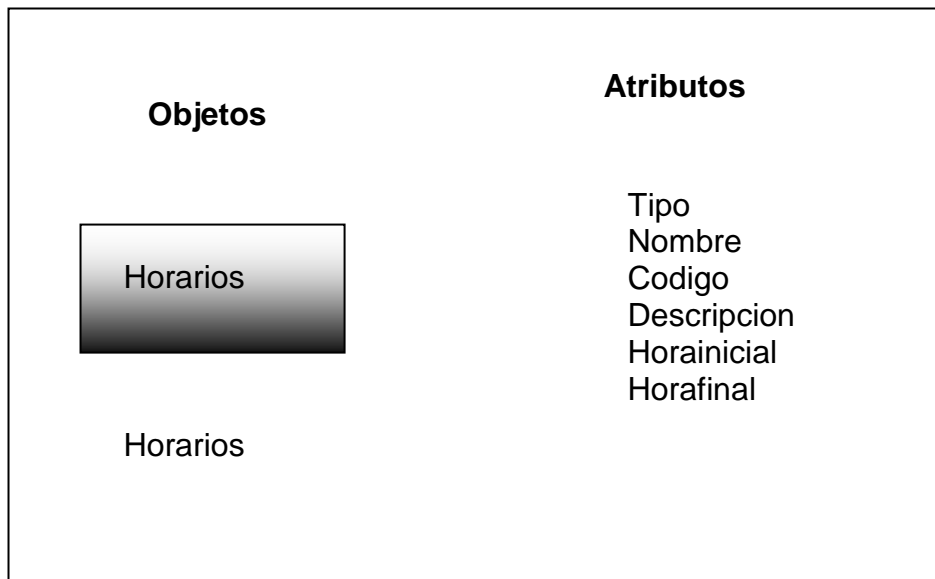 Objetos
Atributos
Horarios
Horarios
Tipo
Nombre
Codigo
Descripcion
Horainicial
Horafinal